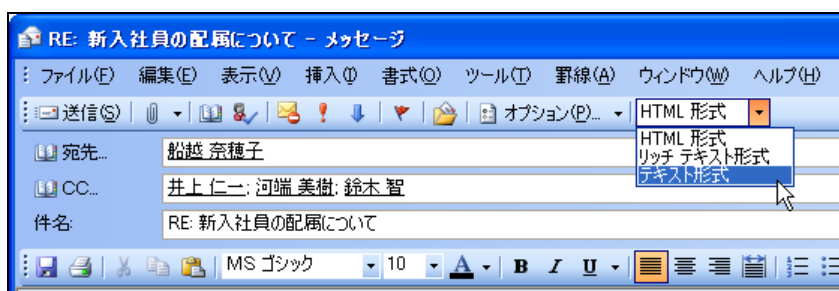 RE: 新入社員の配属について - メッセージ
ファイル(F) 編集(E) 表示(V) 挿入(I) 書式(O) ツール(T) 罫線(A) ウィンドウ(W) ヘルプ(H)
送信(S) オプション(P)... HTML 形式
HTML 形式
リッチ テキスト形式
テキスト形式
宛先... 船越 奈穂子
CC... 井上 仁一; 河端 美樹; 鈴木 智
件名: RE: 新入社員の配属について
MS ゴシック 10 A B I U